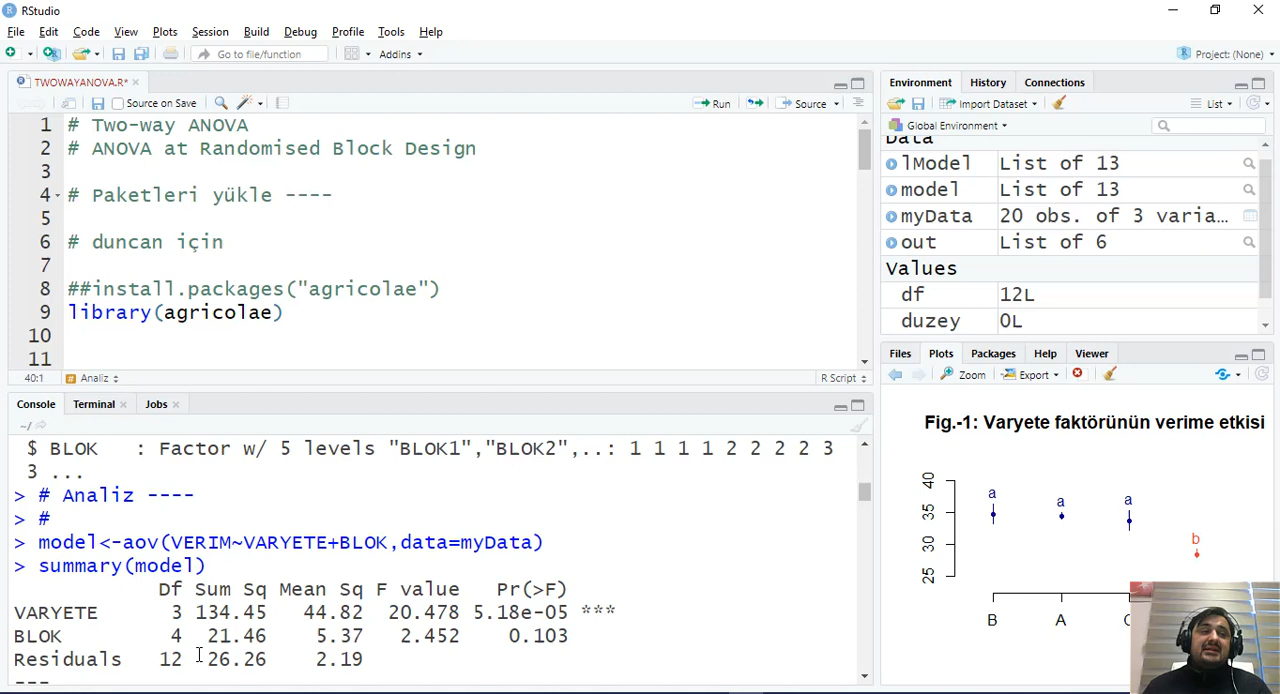 RStudio
File Edit Code View Plots Session Build Debug Profile Tools Help
Go to file/function Addins Project: (None)
TWOWAYANOVA.R*
Source on Save Run Source
1 # Two-way ANOVA
2 # ANOVA at Randomised Block Design
3
4 # Paketleri yükle ----
5
6 # duncan için
7
8 ##install.packages("agricolae")
9 library(agricolae)
10
11
40:1 # Analiz R Script
Console Terminal Jobs
~/
$ BLOK : Factor w/ 5 levels "BLOK1","BLOK2",..: 1 1 1 1 2 2 2 2 3
3 ...
> # Analiz ----
> #
> model<-aov(VERIM~VARYETE+BLOK,data=myData)
> summary(model)
Df Sum Sq Mean Sq F value Pr(>F)
VARYETE 3 134.45 44.82 20.478 5.18e-05 ***
BLOK 4 21.46 5.37 2.452 0.103
Residuals 12 26.26 2.19
---
Environment History Connections
Import Dataset List
Global Environment
Data
lModel List of 13
model List of 13
myData 20 obs. of 3 varia...
out List of 6
Values
df 12L
duzey 0L
Files Plots Packages Help Viewer
Zoom Export
Fig.-1: Varyete faktörünün verime etkisi
40
35
30
25
a a a b
B A C